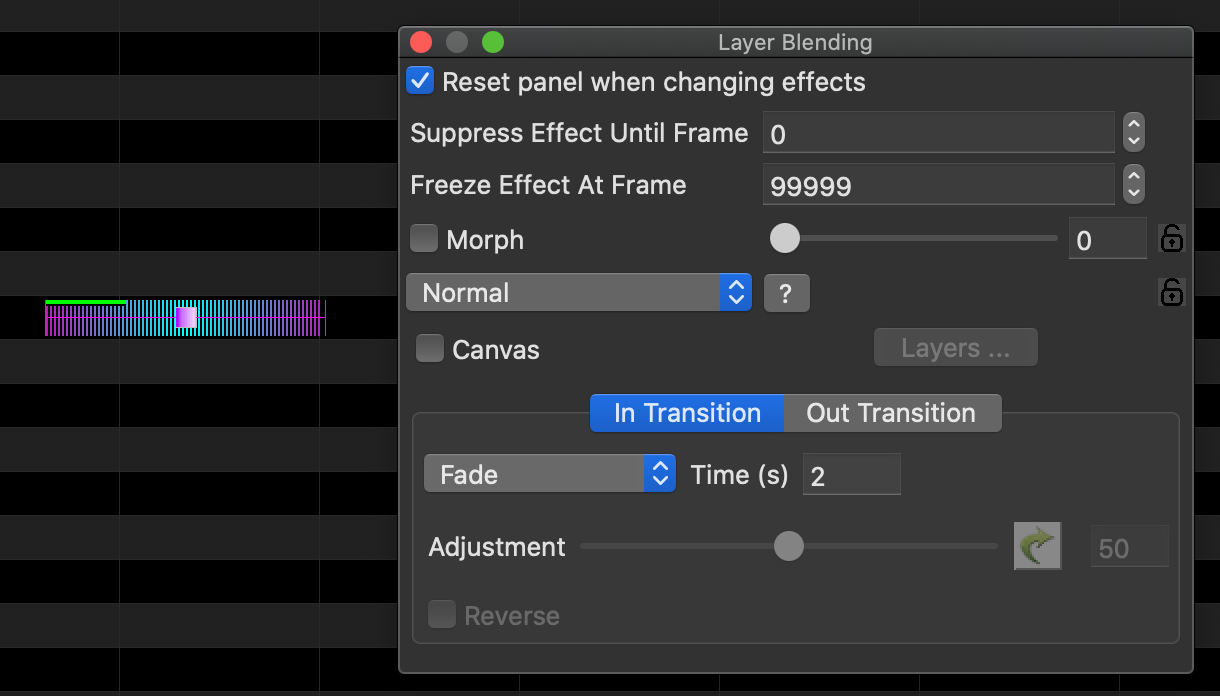 Layer Blending
Reset panel when changing effects
Suppress Effect Until Frame 0
Freeze Effect At Frame 99999
Morph 0
Normal ?
Canvas Layers ...
In Transition Out Transition
Fade Time (s) 2
Adjustment 50
Reverse